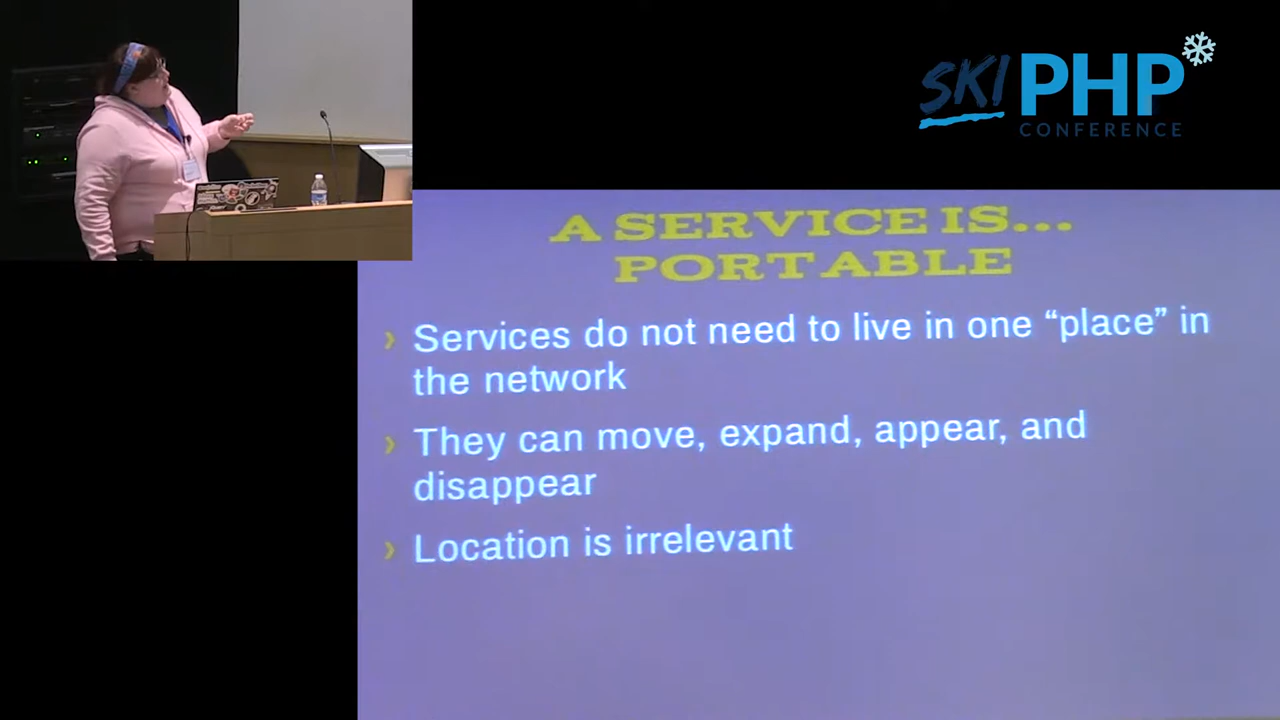 SKI PHP
CONFERENCE
A SERVICE IS...
PORTABLE
› Services do not need to live in one “place” in
the network
› They can move, expand, appear, and
disappear
› Location is irrelevant